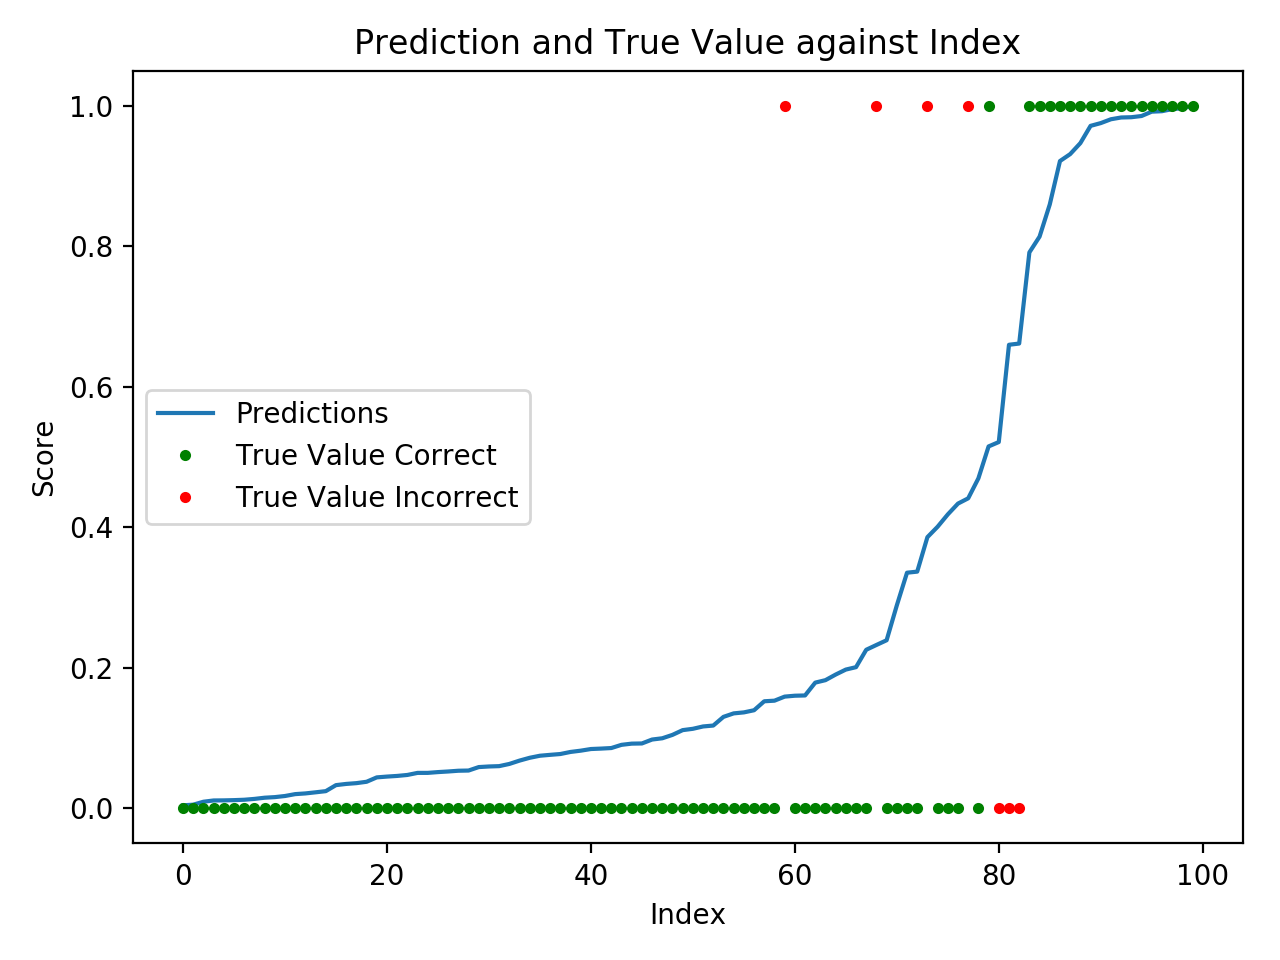 Prediction and True Value against Index
1.0
0.8
0.6
0.4
0.2
0.0
Score
Predictions
True Value Correct
True Value Incorrect
0 20 40 60 80 100
Index